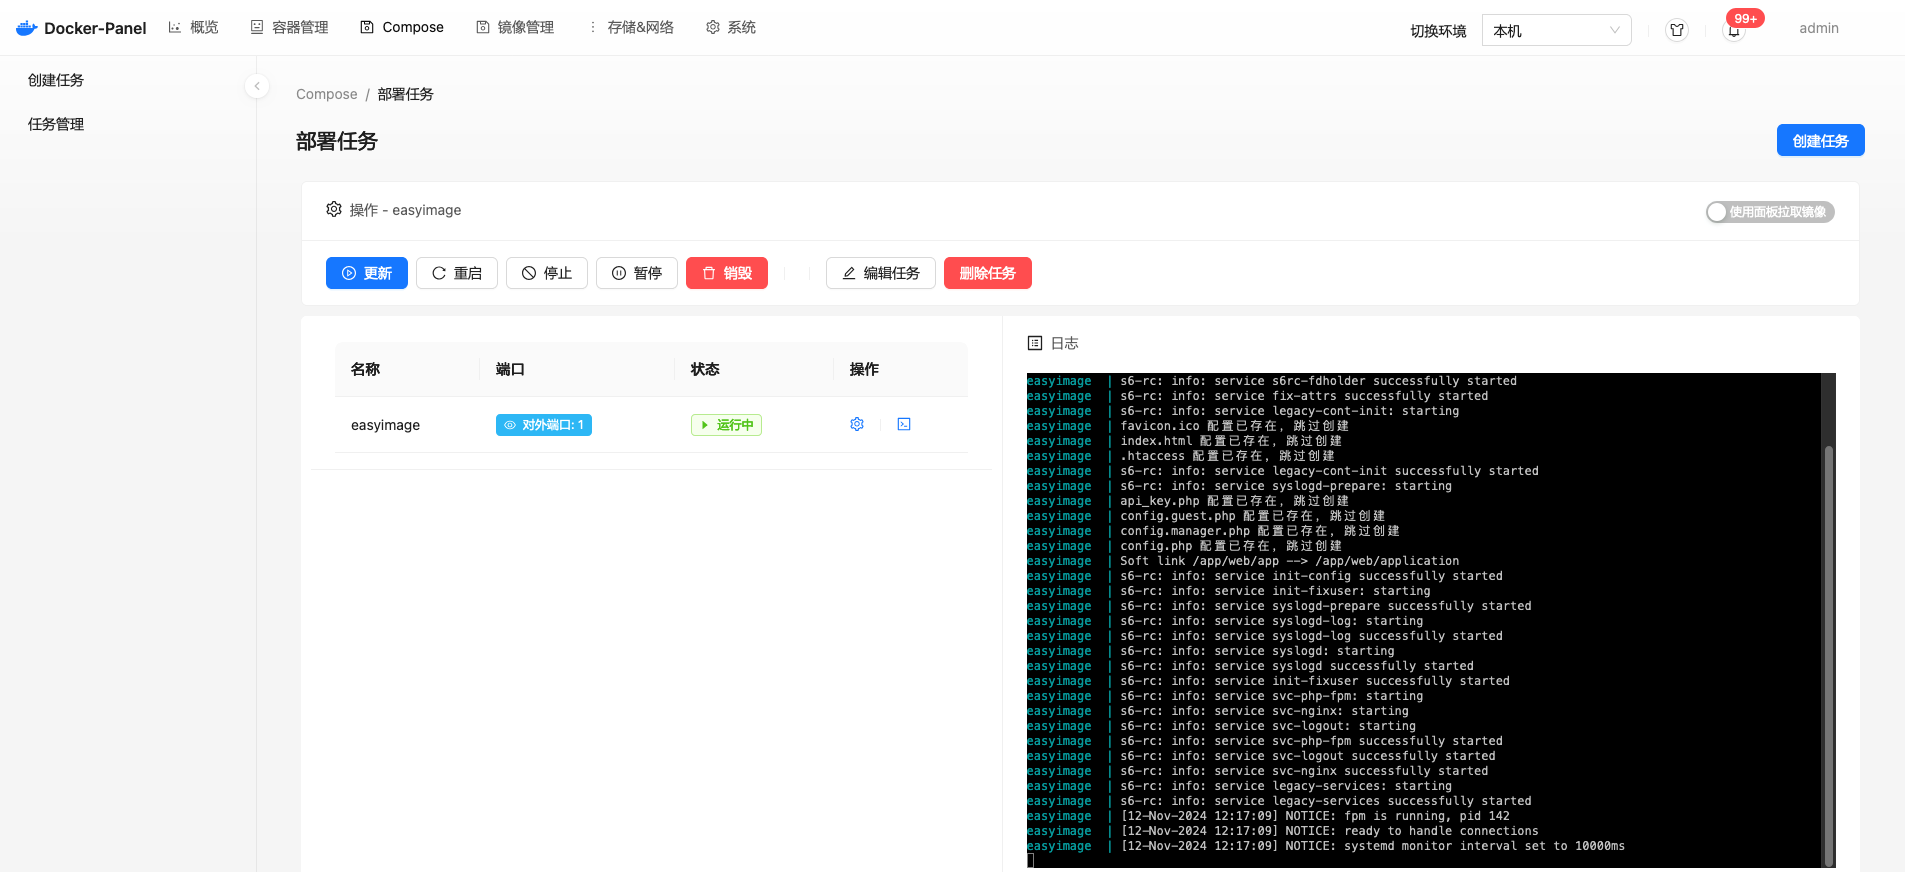 Docker-Panel 概览 容器管理 Compose 镜像管理 存储&网络 系统 切换环境 本机 99+ admin
创建任务
任务管理
Compose / 部署任务
部署任务 创建任务
操作 - easyimage 使用面板拉取镜像
更新 重启 停止 暂停 销毁 编辑任务 删除任务
名称 端口 状态 操作
easyimage 对外端口: 1 运行中
日志
easyimage | s6-rc: info: service s6rc-fdholder successfully started
easyimage | s6-rc: info: service fix-attrs successfully started
easyimage | s6-rc: info: service legacy-cont-init: starting
easyimage | favicon.ico 配置已存在, 跳过创建
easyimage | index.html 配置已存在, 跳过创建
easyimage | .htaccess 配置已存在, 跳过创建
easyimage | s6-rc: info: service legacy-cont-init successfully started
easyimage | s6-rc: info: service syslogd-prepare: starting
easyimage | api_key.php 配置已存在, 跳过创建
easyimage | config.guest.php 配置已存在, 跳过创建
easyimage | config.manager.php 配置已存在, 跳过创建
easyimage | config.php 配置已存在, 跳过创建
easyimage | Soft link /app/web/app --> /app/web/application
easyimage | s6-rc: info: service init-config successfully started
easyimage | s6-rc: info: service init-fixuser: starting
easyimage | s6-rc: info: service syslogd-prepare successfully started
easyimage | s6-rc: info: service syslogd-log: starting
easyimage | s6-rc: info: service syslogd-log successfully started
easyimage | s6-rc: info: service syslogd: starting
easyimage | s6-rc: info: service syslogd successfully started
easyimage | s6-rc: info: service init-fixuser successfully started
easyimage | s6-rc: info: service svc-php-fpm: starting
easyimage | s6-rc: info: service svc-nginx: starting
easyimage | s6-rc: info: service svc-logout: starting
easyimage | s6-rc: info: service svc-php-fpm successfully started
easyimage | s6-rc: info: service svc-logout successfully started
easyimage | s6-rc: info: service svc-nginx successfully started
easyimage | s6-rc: info: service legacy-services: starting
easyimage | s6-rc: info: service legacy-services successfully started
easyimage | [12-Nov-2024 12:17:09] NOTICE: fpm is running, pid 142
easyimage | [12-Nov-2024 12:17:09] NOTICE: ready to handle connections
easyimage | [12-Nov-2024 12:17:09] NOTICE: systemd monitor interval set to 10000ms